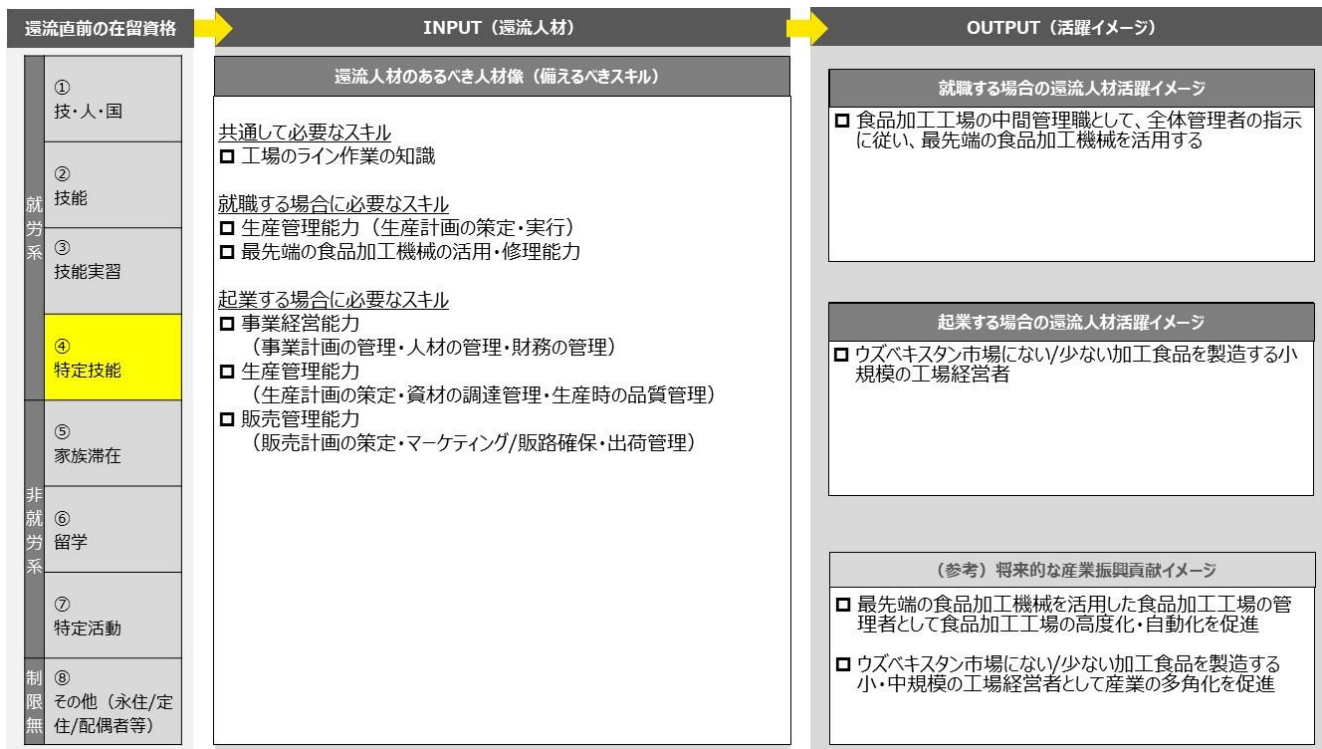 還流直前の在留資格
INPUT（還流人材）
OUTPUT（活躍イメージ）
就労系
①
技・人・国
②
技能
③
技能実習
④
特定技能
非就労系
⑤
家族滞在
⑥
留学
⑦
特定活動
制限無
⑧
その他（永住/定
住/配偶者等）
還流人材のあるべき人材像（備えるべきスキル）
共通して必要なスキル
工場のライン作業の知識
就職する場合に必要なスキル
生産管理能力（生産計画の策定・実行）
最先端の食品加工機械の活用・修理能力
起業する場合に必要なスキル
事業経営能力
（事業計画の管理・人材の管理・財務の管理）
生産管理能力
（生産計画の策定・資材の調達管理・生産時の品質管理）
販売管理能力
（販売計画の策定・マーケティング/販路確保・出荷管理）
就職する場合の還流人材活躍イメージ
食品加工工場の中間管理職として、全体管理者の指示
に従い、最先端の食品加工機械を活用する
起業する場合の還流人材活躍イメージ
ウズベキスタン市場にない/少ない加工食品を製造する小
規模の工場経営者
（参考）将来的な産業振興貢献イメージ
最先端の食品加工機械を活用した食品加工工場の管
理者として食品加工工場の高度化・自動化を促進
ウズベキスタン市場にない/少ない加工食品を製造する
小・中規模の工場経営者として産業の多角化を促進